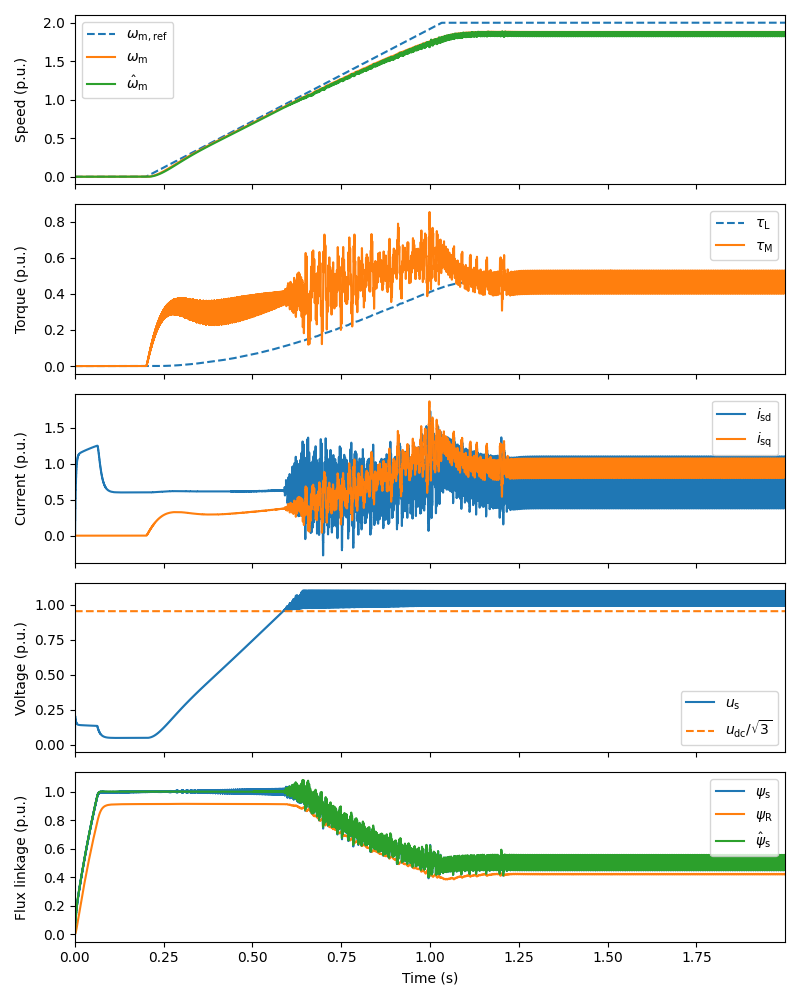 Speed (p.u.)
2.0
1.5
1.0
0.5
0.0
ω_m,ref
ω_m
ω̂_m
Torque (p.u.)
0.8
0.6
0.4
0.2
0.0
τ_L
τ_M
Current (p.u.)
1.5
1.0
0.5
0.0
i_sd
i_sq
Voltage (p.u.)
1.00
0.75
0.50
0.25
0.00
u_s
u_dc/√3
Flux linkage (p.u.)
1.0
0.8
0.6
0.4
0.2
0.0
ψ_s
ψ_R
ψ̂_s
0.00 0.25 0.50 0.75 1.00 1.25 1.50 1.75
Time (s)